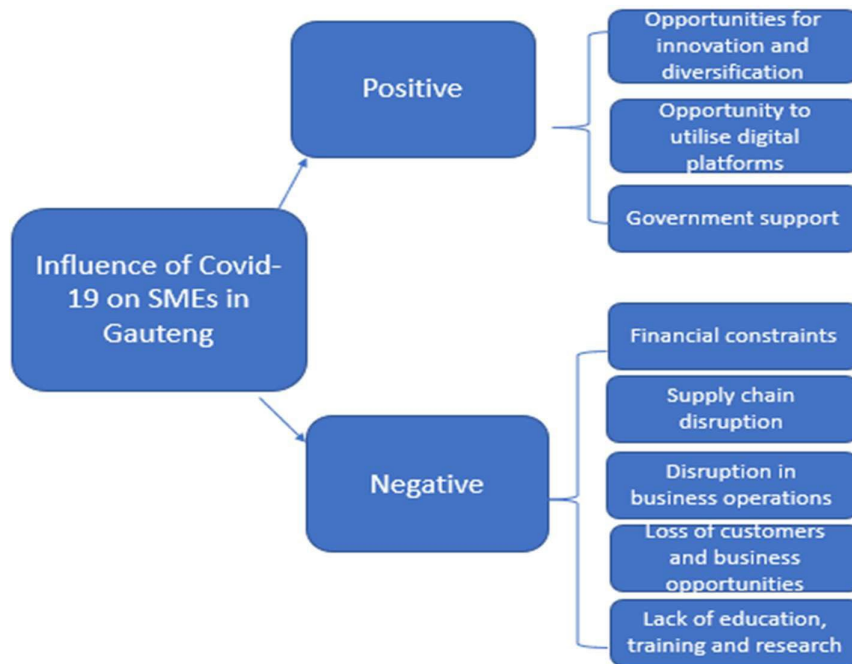 Influence of Covid-
19 on SMEs in
Gauteng
Positive
Opportunities for
innovation and
diversification
Opportunity to
utilise digital
platforms
Government support
Negative
Financial constraints
Supply chain
disruption
Disruption in
business operations
Loss of customers
and business
opportunities
Lack of education,
training and research